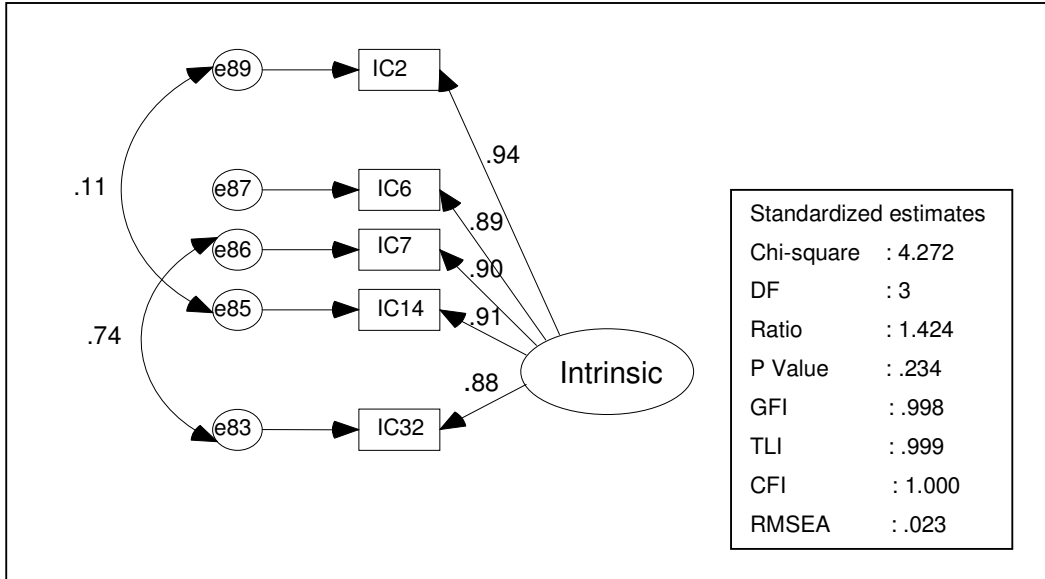 e89
IC2
.94
.11
e87
IC6
.89
e86
IC7
.90
e85
IC14
.91
.74
Intrinsic
.88
e83
IC32
Standardized estimates
Chi-square : 4.272
DF : 3
Ratio : 1.424
P Value : .234
GFI : .998
TLI : .999
CFI : 1.000
RMSEA : .023